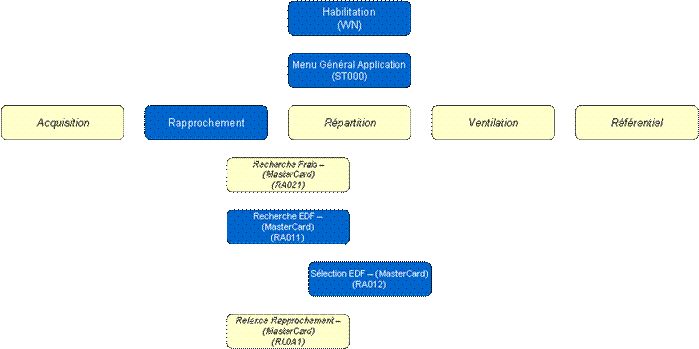 Habilitation
(WN)
Menu Général Application
(ST000)
Acquisition
Rapprochement
Répartition
Ventilation
Référentiel
Recherche Frais –
(MasterCard)
(RA021)
Recherche EDF –
(MasterCard)
(RA011)
Sélection EDF – (MasterCard)
(RA012)
Relance Rapprochement –
(MasterCard)